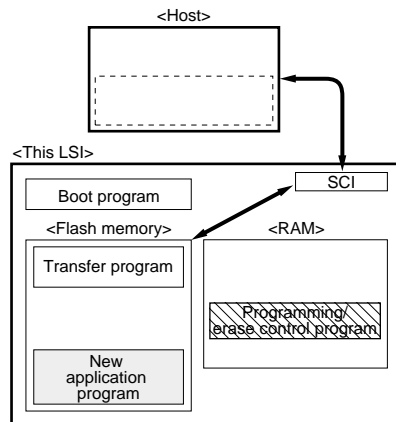 <Host>
<This LSI>
SCI
Boot program
<Flash memory>
<RAM>
Transfer program
Programming/
erase control program
New
application
program